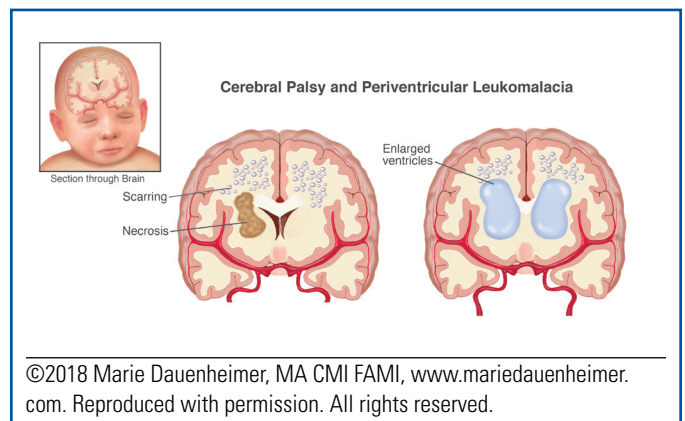 Cerebral Palsy and Periventricular Leukomalacia
Section through Brain
Scarring
Necrosis
Enlarged
ventricles
©2018 Marie Dauenheimer, MA CMI FAMI, www.mariedauenheimer.
com. Reproduced with permission. All rights reserved.